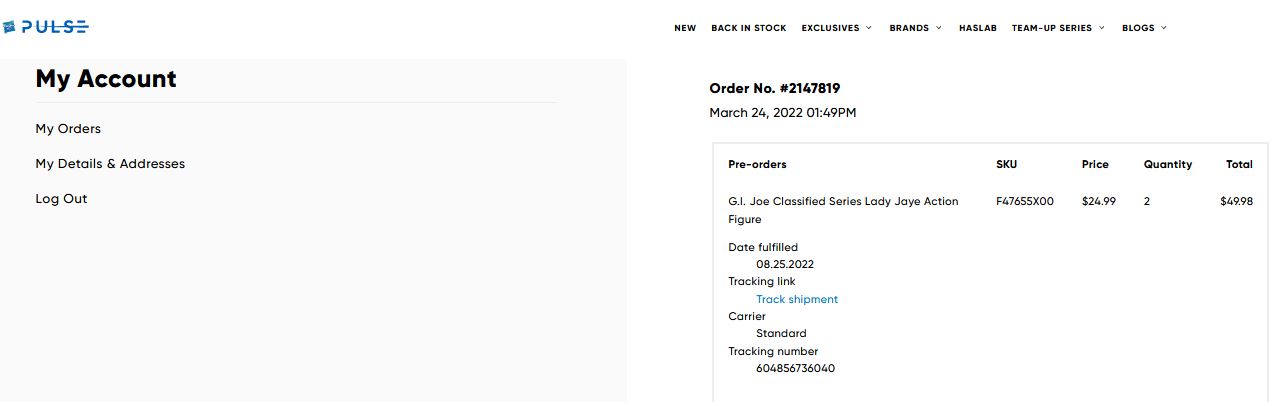 PULSE
NEW BACK IN STOCK EXCLUSIVES BRANDS HASLAB TEAM-UP SERIES BLOGS
My Account
My Orders
My Details & Addresses
Log Out
Order No. #2147819
March 24, 2022 01:49PM
Pre-orders SKU Price Quantity Total
G.I. Joe Classified Series Lady Jaye Action F47655X00 $24.99 2 $49.98
Figure
Date fulfilled
08.25.2022
Tracking link
Track shipment
Carrier
Standard
Tracking number
604856736040